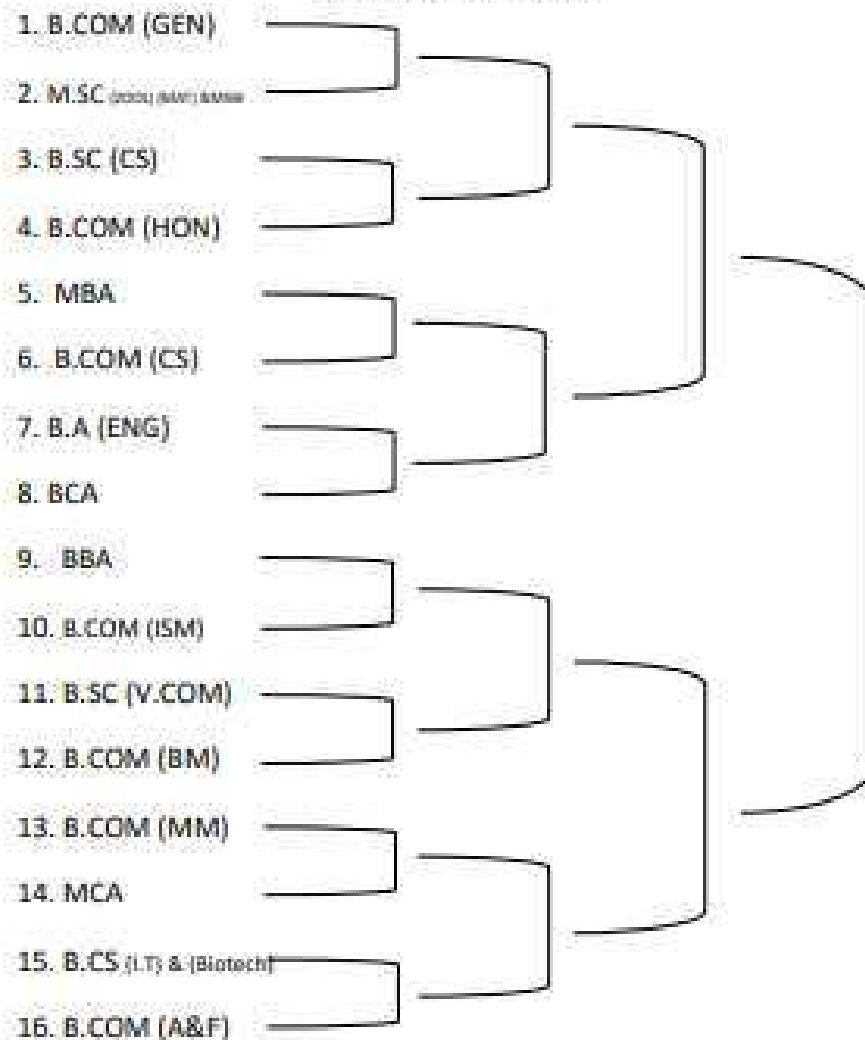 1. B.COM (GEN)
2. M.SC
3. B.SC (CS)
4. B.COM (HON)
5. MBA
6. B.COM (CS)
7. B.A (ENG)
8. BCA
9. BBA
10. B.COM (ISM)
11. B.SC (V.COM)
12. B.COM (BM)
13. B.COM (MM)
14. MCA
15. B.CS (I.T) & (Biotech)
16. B.COM (A&F)